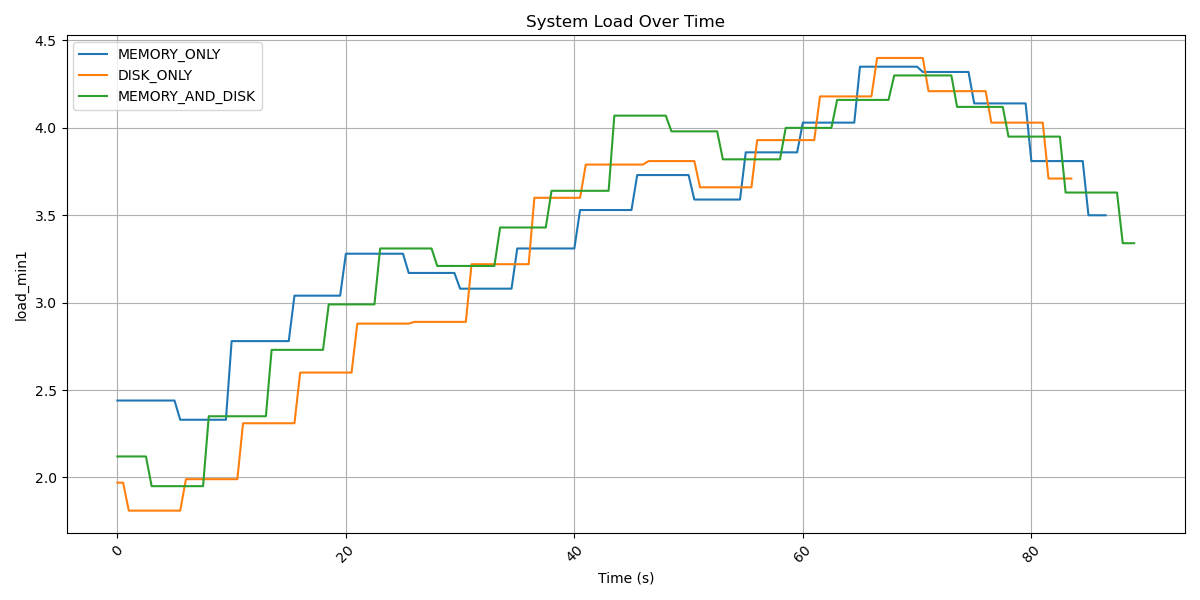 System Load Over Time
MEMORY_ONLY
DISK_ONLY
MEMORY_AND_DISK
load_min1
4.5
4.0
3.5
3.0
2.5
2.0
0
20
40
60
80
Time (s)